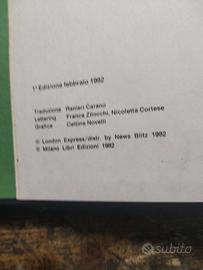 1ª Edizione febbraio 1982
Traduzione Ranieri Carano
Lettering Franca Zilocchi, Nicoletta Cortese
Grafica Cettina Novelli
© London Express/distr. by News Blitz 1982
© Milano Libri Edizioni 1982
subito